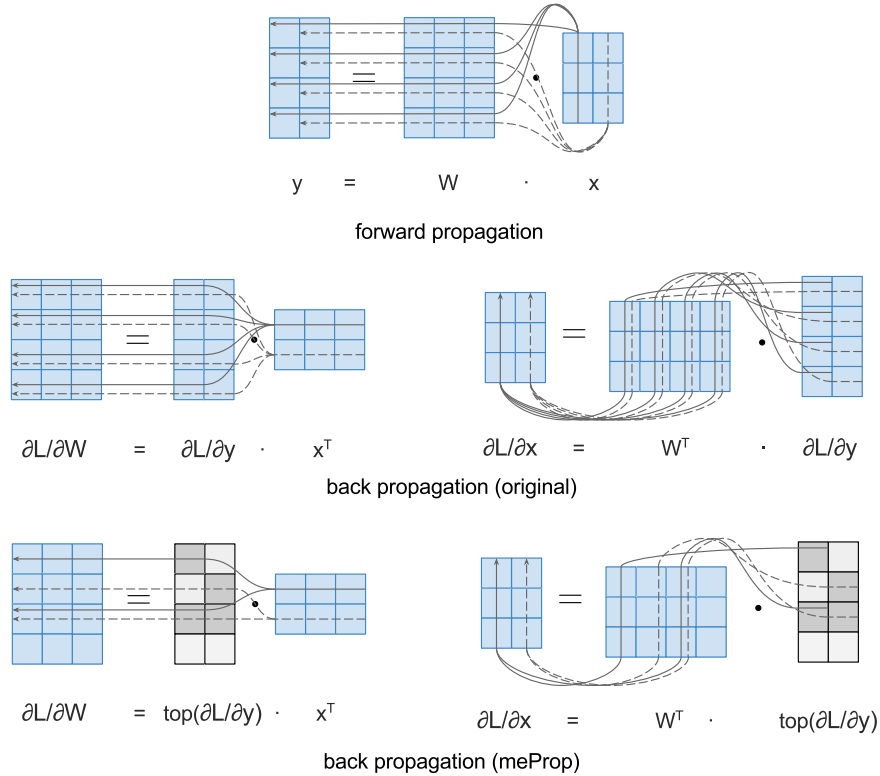 y = W · x
forward propagation
∂L/∂W = ∂L/∂y · xᵀ
∂L/∂x = Wᵀ · ∂L/∂y
back propagation (original)
∂L/∂W = top(∂L/∂y) · xᵀ
∂L/∂x = Wᵀ · top(∂L/∂y)
back propagation (meProp)